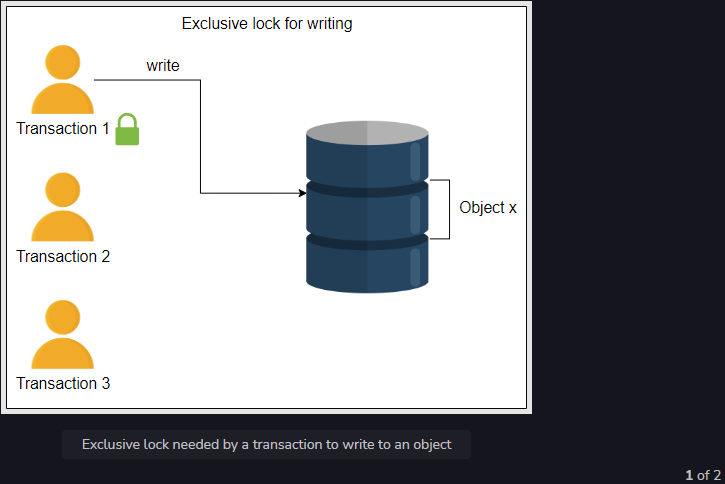 Exclusive lock for writing
write
Transaction 1
Object x
Transaction 2
Transaction 3
Exclusive lock needed by a transaction to write to an object
1 of 2